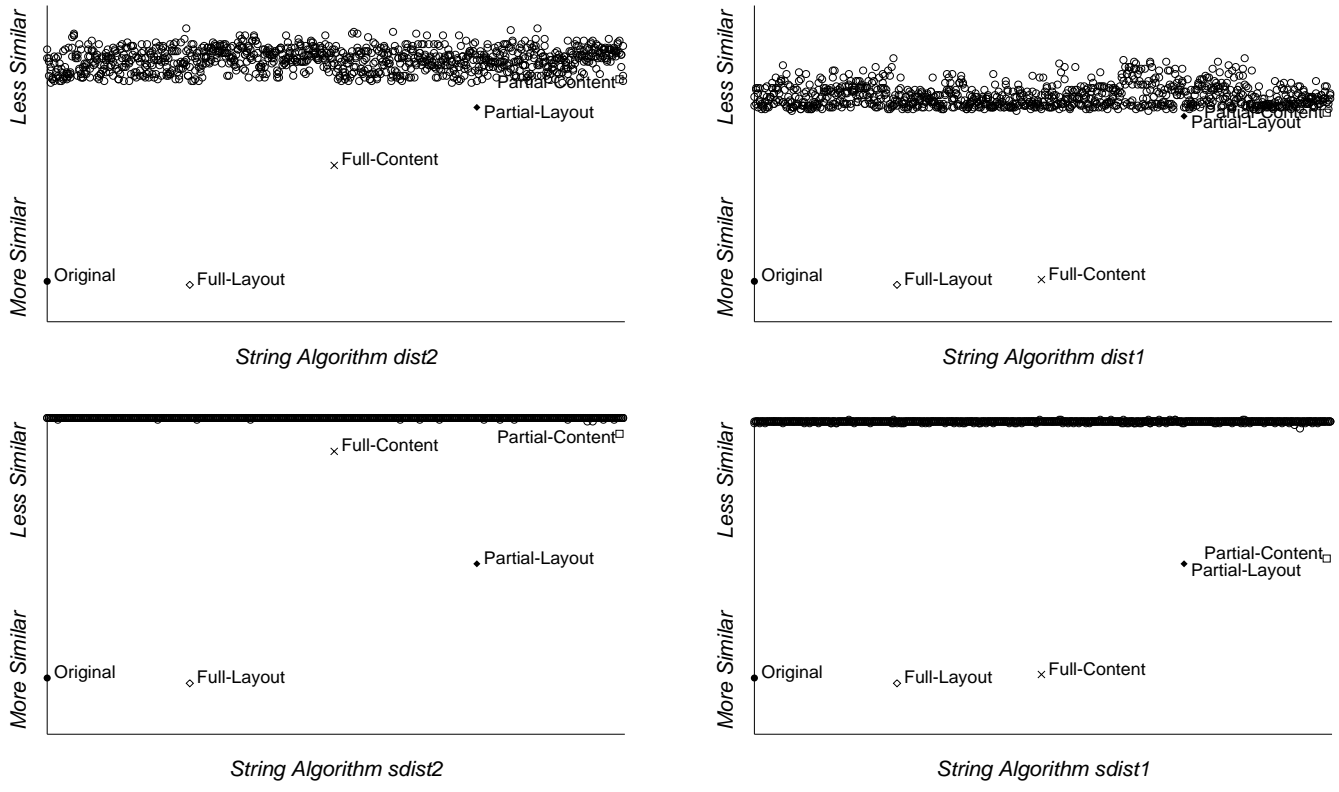 Less Similar
More Similar
Partial-Content
Partial-Layout
Full-Content
Original
Full-Layout
String Algorithm dist2
Less Similar
More Similar
Partial-Content
Partial-Layout
Original
Full-Layout
Full-Content
String Algorithm dist1
Less Similar
More Similar
Full-Content
Partial-Content
Partial-Layout
Original
Full-Layout
String Algorithm sdist2
Less Similar
More Similar
Partial-Content
Partial-Layout
Original
Full-Layout
Full-Content
String Algorithm sdist1